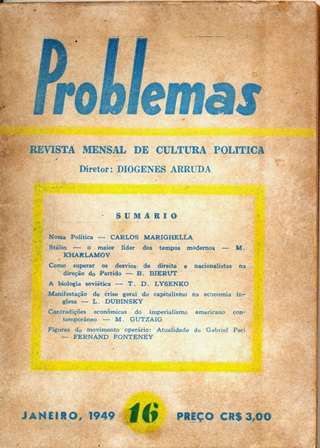 Problemas
REVISTA MENSAL DE CULTURA POLITICA
Diretor: DIOGENES ARRUDA
SUMÁRIO
Nossa Política — CARLOS MARIGHELLA
Stálin — o maior líder dos tempos modernos — M.
KHARLAMOV
Como superar os desvios de direita e nacionalistas na
direção do Partido — B. BIERUT
A biologia soviética — T. D. LYSENKO
Manifestação da crise geral do capitalismo na economia in-
glesa — L. DUBINSKY
Contradições econômicas do imperialismo americano con-
temporâneo — M. GUTZAIG
Figuras do movimento operário: Atualidade de Gabriel Peri
— FERNAND FONTENEY
JANEIRO, 1949 16 PREÇO CR$ 3,00